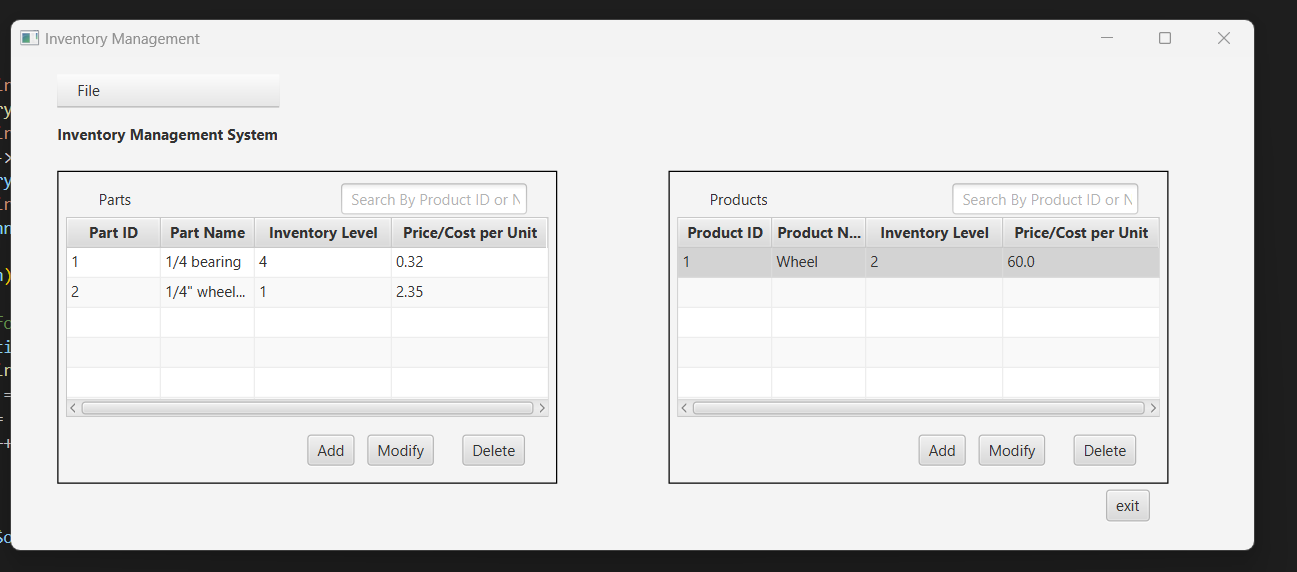 Inventory Management
File
Inventory Management System
Parts
Search By Product ID or N
Part ID Part Name Inventory Level Price/Cost per Unit
1 1/4 bearing 4 0.32
2 1/4" wheel... 1 2.35
Add Modify Delete
Products
Search By Product ID or N
Product ID Product N... Inventory Level Price/Cost per Unit
1 Wheel 2 60.0
Add Modify Delete
exit